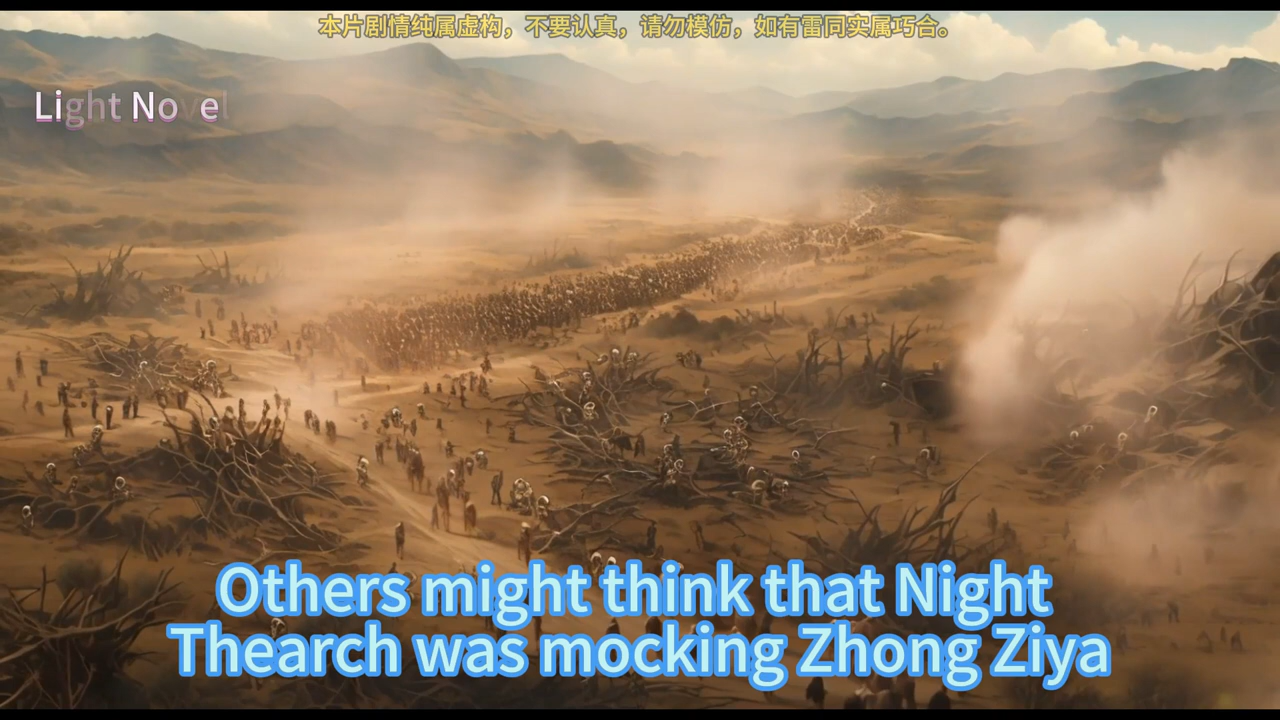 本片剧情纯属虚构，不要认真，请勿模仿，如有雷同实属巧合。
Light Novel
Others might think that Night
Thearch was mocking Zhong Ziya